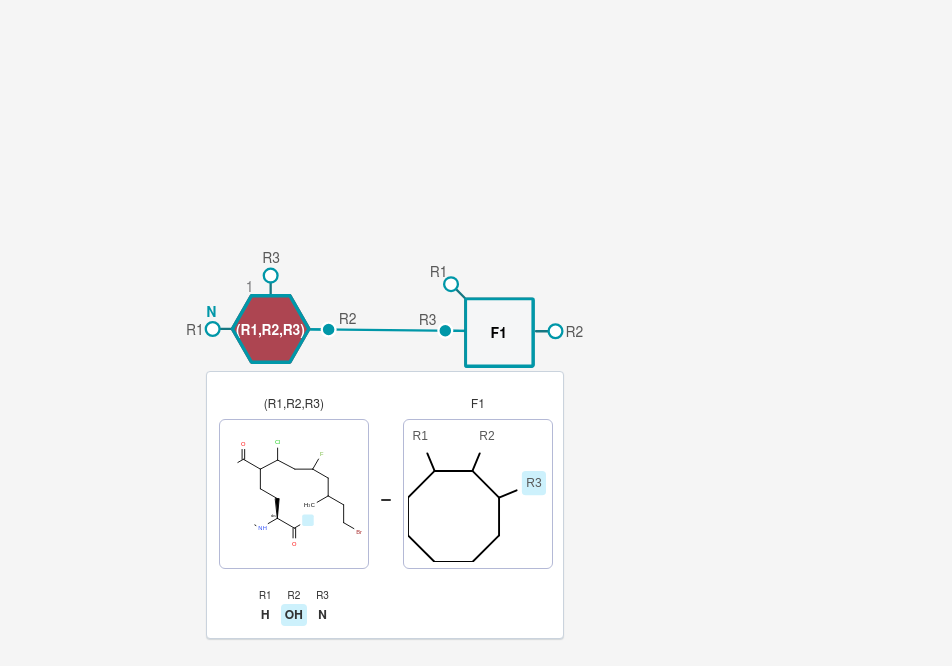 R3
1
N
R1
(R1,R2,R3)
R2
R3
R1
F1
R2
(R1,R2,R3)
F1
O
Cl
F
H₃C
NH
O
Br
R1
R2
R3
R1 R2 R3
H OH N